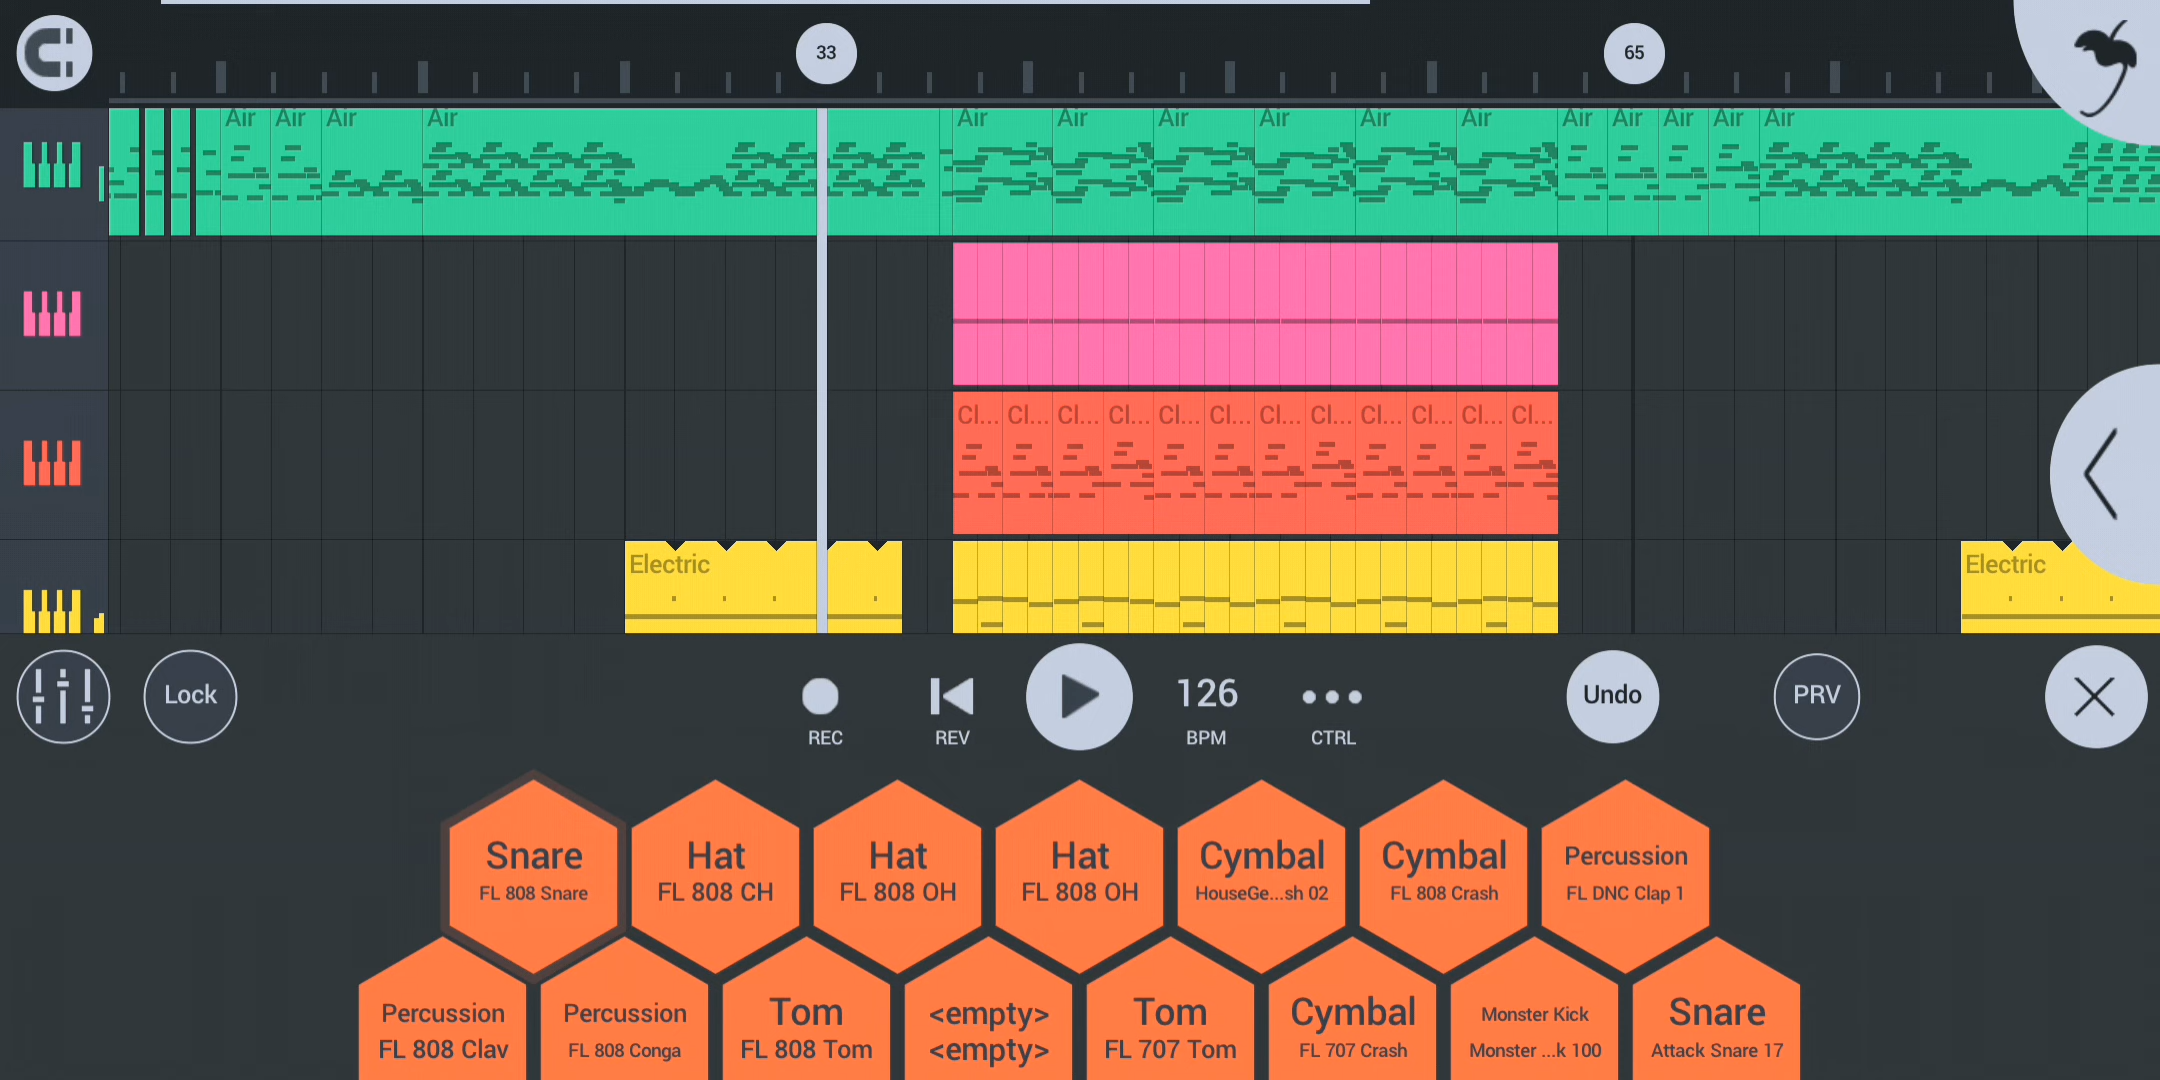 33
65
Air Air Air Air Air Air Air Air Air Air Air Air Air Air Air
Cl... Cl... Cl... Cl... Cl... Cl... Cl... Cl... Cl... Cl... Cl... Cl...
Electric Electric
Lock
REC
REV
126
BPM
CTRL
Undo
PRV
Snare
FL 808 Snare
Hat
FL 808 CH
Hat
FL 808 OH
Hat
FL 808 OH
Cymbal
HouseGe...sh 02
Cymbal
FL 808 Crash
Percussion
FL DNC Clap 1
Percussion
FL 808 Clav
Percussion
FL 808 Conga
Tom
FL 808 Tom
<empty>
<empty>
Tom
FL 707 Tom
Cymbal
FL 707 Crash
Monster Kick
Monster ...k 100
Snare
Attack Snare 17